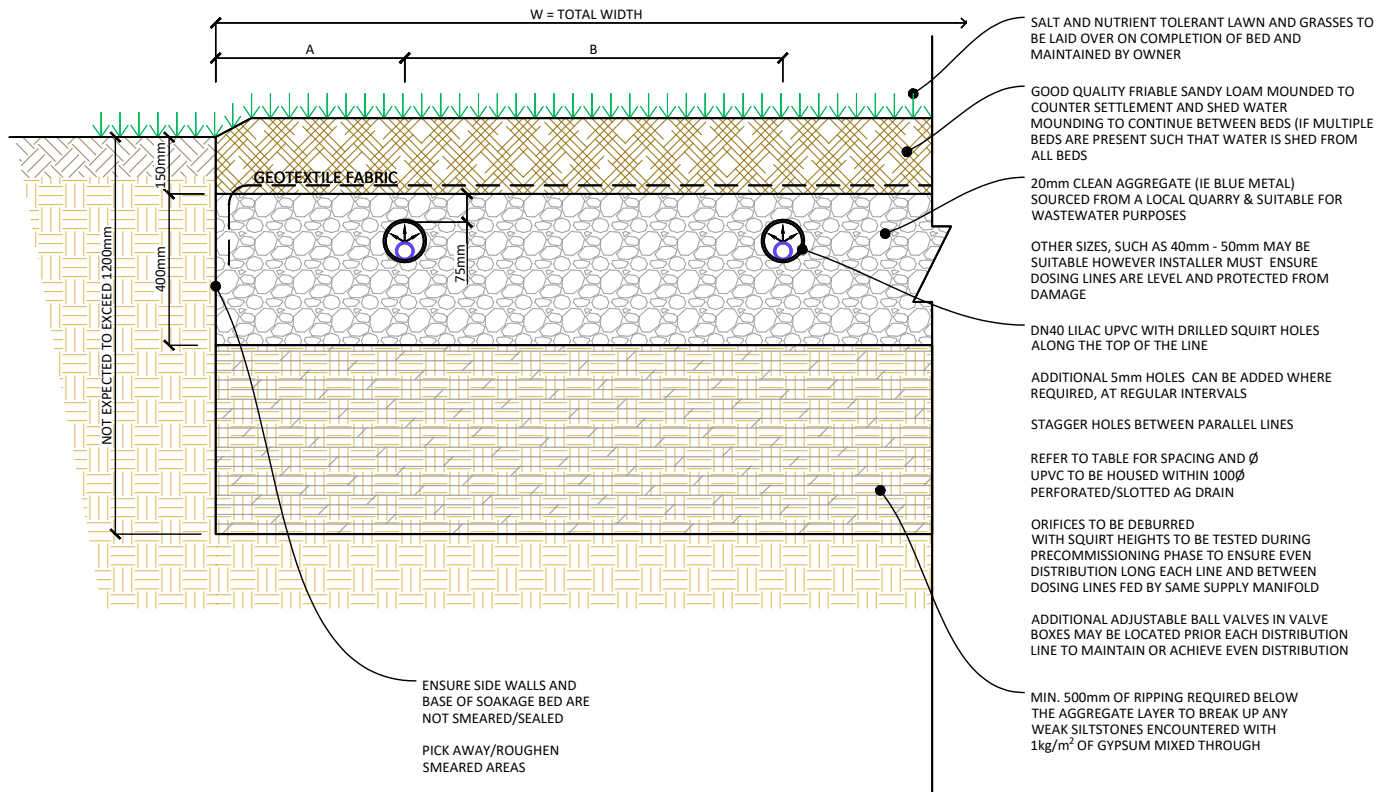 W = TOTAL WIDTH
A
B
150mm
GEOTEXTILE FABRIC
400mm
75mm
NOT EXPECTED TO EXCEED 1200mm
ENSURE SIDE WALLS AND
BASE OF SOAKAGE BED ARE
NOT SMEARED/SEALED
PICK AWAY/ROUGHEN
SMEARED AREAS
SALT AND NUTRIENT TOLERANT LAWN AND GRASSES TO
BE LAID OVER ON COMPLETION OF BED AND
MAINTAINED BY OWNER
GOOD QUALITY FRIABLE SANDY LOAM MOUNDED TO
COUNTER SETTLEMENT AND SHED WATER
MOUNDING TO CONTINUE BETWEEN BEDS (IF MULTIPLE
BEDS ARE PRESENT SUCH THAT WATER IS SHED FROM
ALL BEDS
20mm CLEAN AGGREGATE (IE BLUE METAL)
SOURCED FROM A LOCAL QUARRY & SUITABLE FOR
WASTEWATER PURPOSES
OTHER SIZES, SUCH AS 40mm - 50mm MAY BE
SUITABLE HOWEVER INSTALLER MUST ENSURE
DOSING LINES ARE LEVEL AND PROTECTED FROM
DAMAGE
DN40 LILAC UPVC WITH DRILLED SQUIRT HOLES
ALONG THE TOP OF THE LINE
ADDITIONAL 5mm HOLES CAN BE ADDED WHERE
REQUIRED, AT REGULAR INTERVALS
STAGGER HOLES BETWEEN PARALLEL LINES
REFER TO TABLE FOR SPACING AND Ø
UPVC TO BE HOUSED WITHIN 100Ø
PERFORATED/SLOTTED AG DRAIN
ORIFICES TO BE DEBURRED
WITH SQUIRT HEIGHTS TO BE TESTED DURING
PRECOMMISSIONING PHASE TO ENSURE EVEN
DISTRIBUTION LONG EACH LINE AND BETWEEN
DOSING LINES FED BY SAME SUPPLY MANIFOLD
ADDITIONAL ADJUSTABLE BALL VALVES IN VALVE
BOXES MAY BE LOCATED PRIOR EACH DISTRIBUTION
LINE TO MAINTAIN OR ACHIEVE EVEN DISTRIBUTION
MIN. 500mm OF RIPPING REQUIRED BELOW
THE AGGREGATE LAYER TO BREAK UP ANY
WEAK SILTSTONES ENCOUNTERED WITH
1kg/m² OF GYPSUM MIXED THROUGH